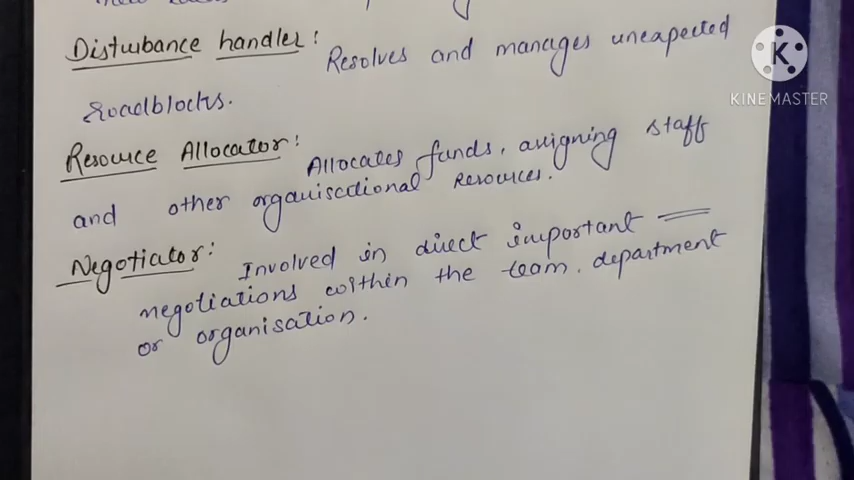 Disturbance handler:
Resolves and manages unexpected
roadblocks.
Resource Allocator:
Allocates funds, assigning staff
and other organisational resources.
Negotiator:
Involved in direct important
negotiations within the team, department
or organisation.
K
KINEMASTER